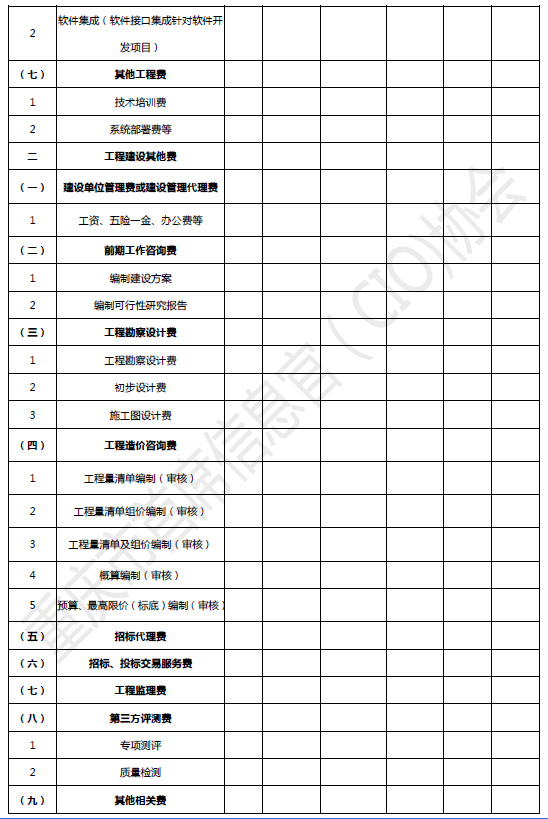 2
软件集成（软件接口集成针对软件开
发项目）
（七） 其他工程费
1 技术培训费
2 系统部署费等
二 工程建设其他费
（一） 建设单位管理费或建设管理代理费
1 工资、五险一金、办公费等
（二） 前期工作咨询费
1 编制建设方案
2 编制可行性研究报告
（三） 工程勘察设计费
1 工程勘察设计费
2 初步设计费
3 施工图设计费
（四） 工程造价咨询费
1 工程量清单编制（审核）
2 工程量清单组价编制（审核）
3 工程量清单及组价编制（审核）
4 概算编制（审核）
5 预算、最高限价（标底）编制（审核）
（五） 招标代理费
（六） 招标、投标交易服务费
（七） 工程监理费
（八） 第三方评测费
1 专项测评
2 质量检测
（九） 其他相关费
重庆市首席信息官（CIO)协会